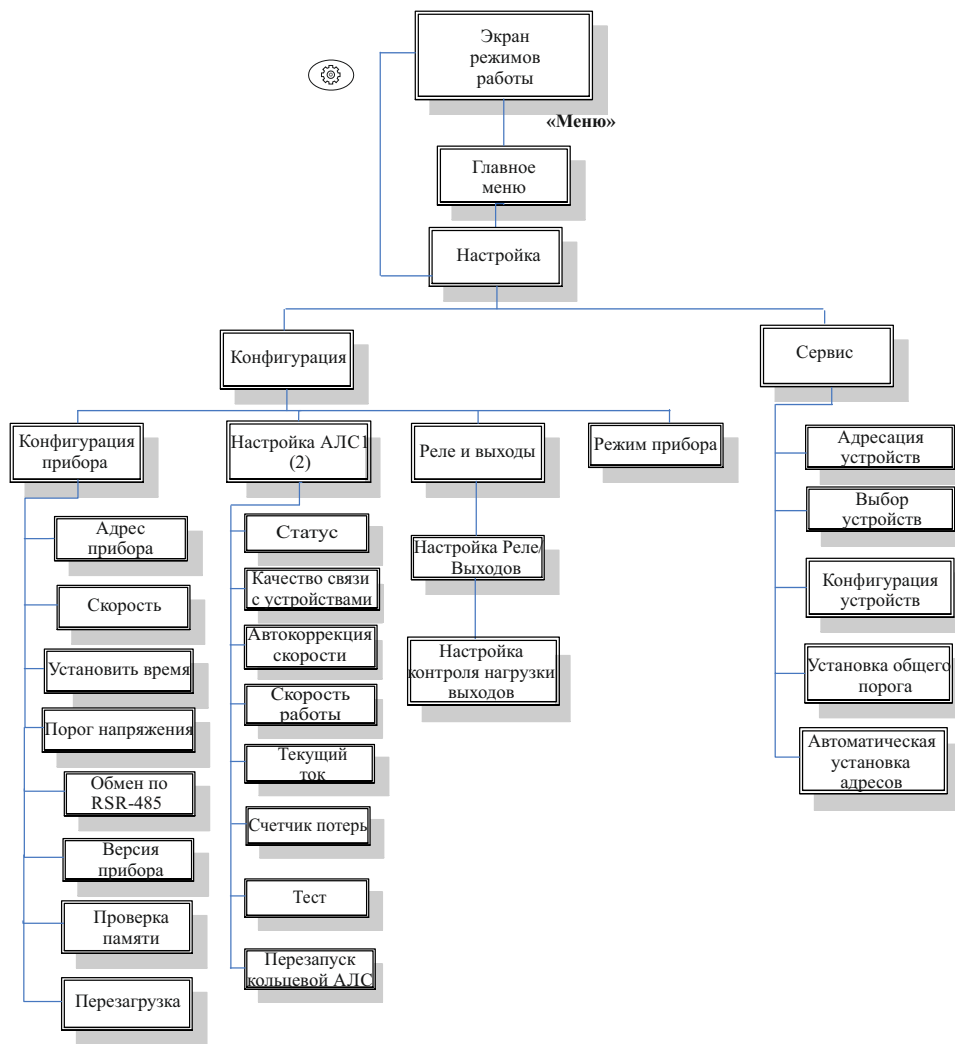 Экран
режимов
работы
«Меню»
Главное
меню
Настройка
Конфигурация
Сервис
Конфигурация
прибора
Настройка АЛС1
(2)
Реле и выходы
Режим прибора
Адрес
прибора
Скорость
Установить время
Порог напряжения
Обмен по
RSR-485
Версия
прибора
Проверка
памяти
Перезагрузка
Статус
Качество связи
с устройствами
Автокоррекция
скорости
Скорость
работы
Текущий
ток
Счетчик потерь
Тест
Перезапуск
кольцевой АЛС
Настройка Реле/
Выходов
Настройка
контроля нагрузки
выходов
Адресация
устройств
Выбор
устройств
Конфигурация
устройств
Установка общего
порога
Автоматическая
установка
адресов